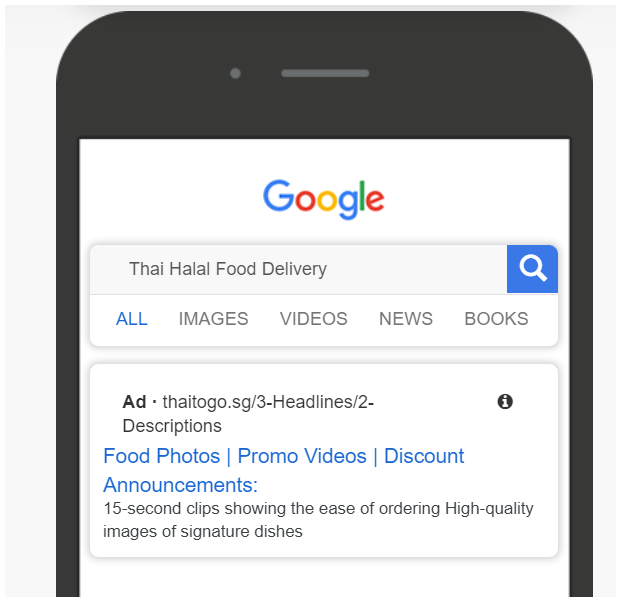 Google
Thai Halal Food Delivery
ALL IMAGES VIDEOS NEWS BOOKS
Ad · thaitogo.sg/3-Headlines/2-
Descriptions
Food Photos | Promo Videos | Discount
Announcements:
15-second clips showing the ease of ordering High-quality
images of signature dishes